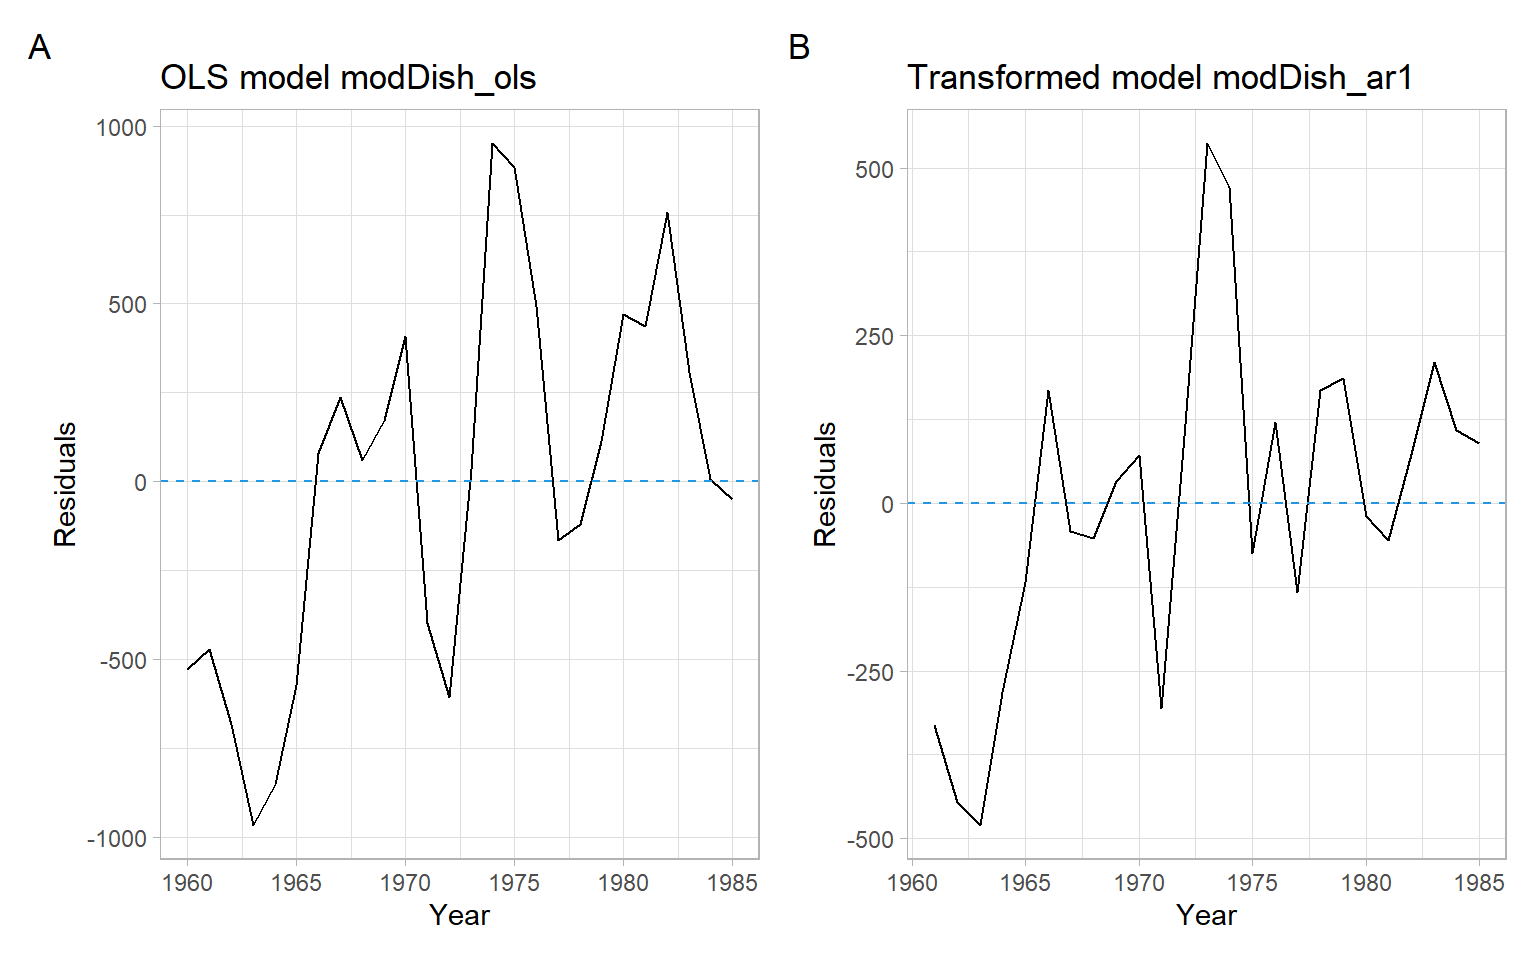 A
OLS model modDish_ols
1000
500
0
-500
-1000
Residuals
1960 1965 1970 1975 1980 1985
Year
B
Transformed model modDish_ar1
500
250
0
-250
-500
Residuals
1960 1965 1970 1975 1980 1985
Year